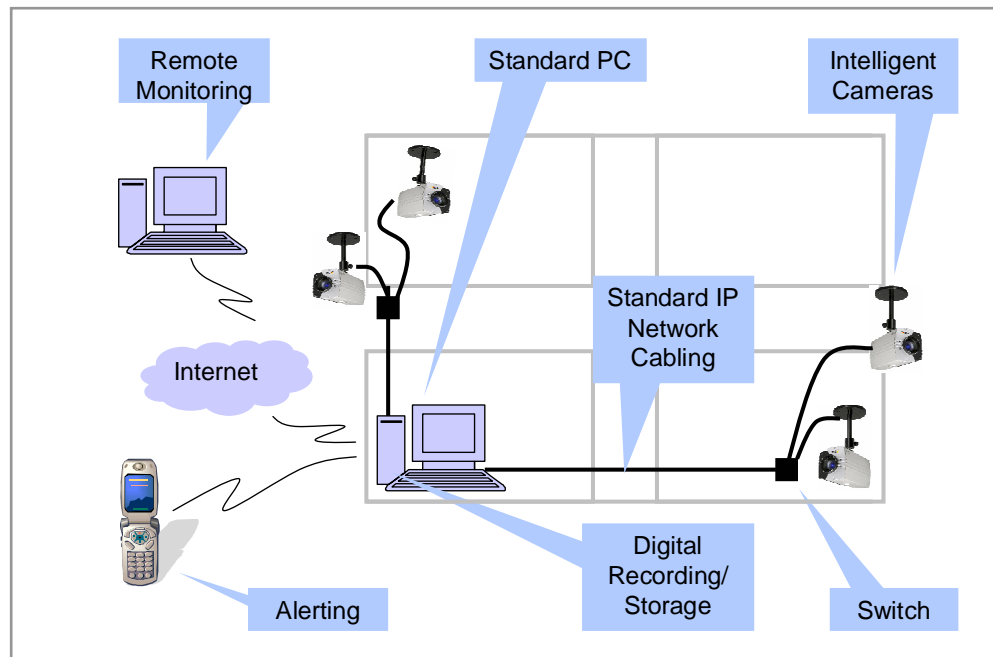 Remote
Monitoring
Standard PC
Intelligent
Cameras
Standard IP
Network
Cabling
Internet
Digital
Recording/
Storage
Alerting
Switch